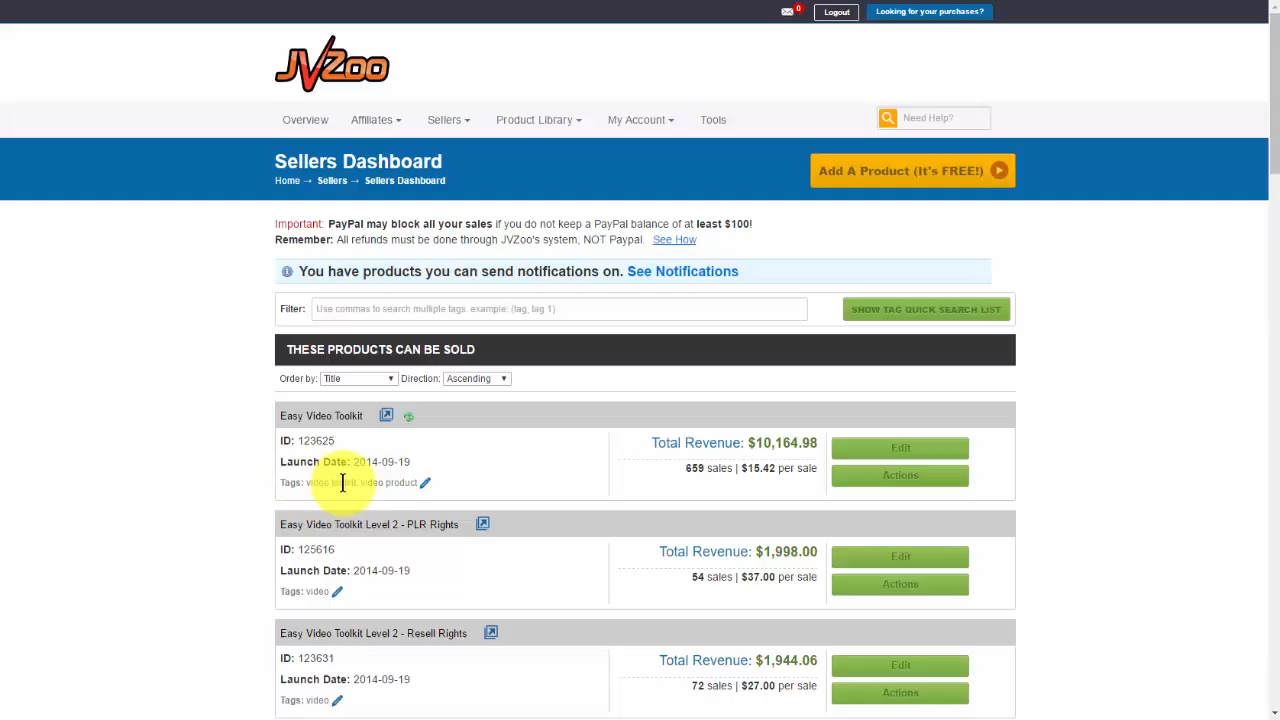 0
Logout
Looking for your purchases?
JVZoo
Overview
Affiliates
Sellers
Product Library
My Account
Tools
Need Help?
Sellers Dashboard
Home → Sellers → Sellers Dashboard
Add A Product (It's FREE!)
Important: PayPal may block all your sales if you do not keep a PayPal balance of at least $100!
Remember: All refunds must be done through JVZoo's system, NOT Paypal. See How
You have products you can send notifications on. See Notifications
Filter: Use commas to search multiple tags. example: (tag, tag 1)
SHOW TAG QUICK SEARCH LIST
THESE PRODUCTS CAN BE SOLD
Order by: Title Direction: Ascending
Easy Video Toolkit
ID: 123625
Launch Date: 2014-09-19
Tags: video toolkit, video product
Total Revenue: $10,164.98
659 sales | $15.42 per sale
Edit
Actions
Easy Video Toolkit Level 2 - PLR Rights
ID: 125616
Launch Date: 2014-09-19
Tags: video
Total Revenue: $1,998.00
54 sales | $37.00 per sale
Edit
Actions
Easy Video Toolkit Level 2 - Resell Rights
ID: 123631
Launch Date: 2014-09-19
Tags: video
Total Revenue: $1,944.06
72 sales | $27.00 per sale
Edit
Actions